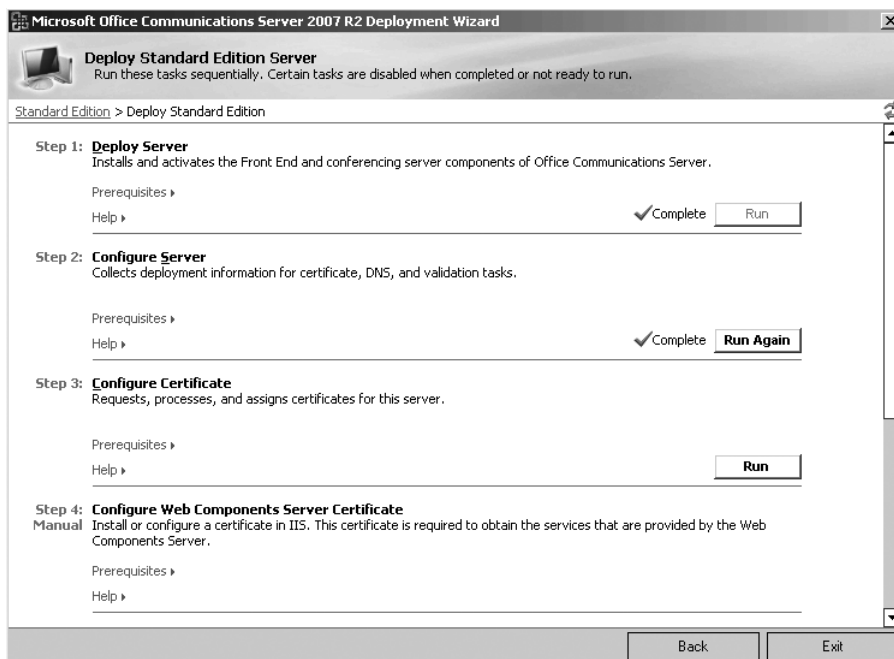 Microsoft Office Communications Server 2007 R2 Deployment Wizard
Deploy Standard Edition Server
Run these tasks sequentially. Certain tasks are disabled when completed or not ready to run.
Standard Edition > Deploy Standard Edition
Step 1: Deploy Server
Installs and activates the Front End and conferencing server components of Office Communications Server.
Prerequisites
Help
Complete Run
Step 2: Configure Server
Collects deployment information for certificate, DNS, and validation tasks.
Prerequisites
Help
Complete Run Again
Step 3: Configure Certificate
Requests, processes, and assigns certificates for this server.
Prerequisites
Help
Run
Step 4: Configure Web Components Server Certificate
Manual Install or configure a certificate in IIS. This certificate is required to obtain the services that are provided by the Web
Components Server.
Prerequisites
Help
Back Exit